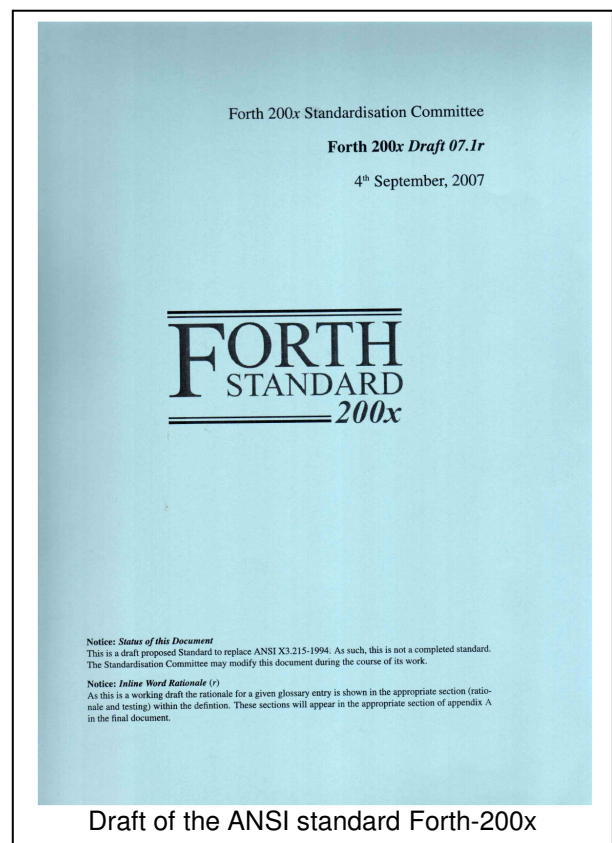 Forth 200x Standardisation Committee
Forth 200x Draft 07.1r
4th September, 2007
FORTH
STANDARD
200x
Notice: Status of this Document
This is a draft proposed Standard to replace ANSI X3.215-1994. As such, this is not a completed standard.
The Standardisation Committee may modify this document during the course of its work.
Notice: Inline Word Rationale (r)
As this is a working draft the rationale for a given glossary entry is shown in the appropriate section (ratio-
nale and testing) within the defintion. These sections will appear in the appropriate section of appendix A
in the final document.
Draft of the ANSI standard Forth-200x